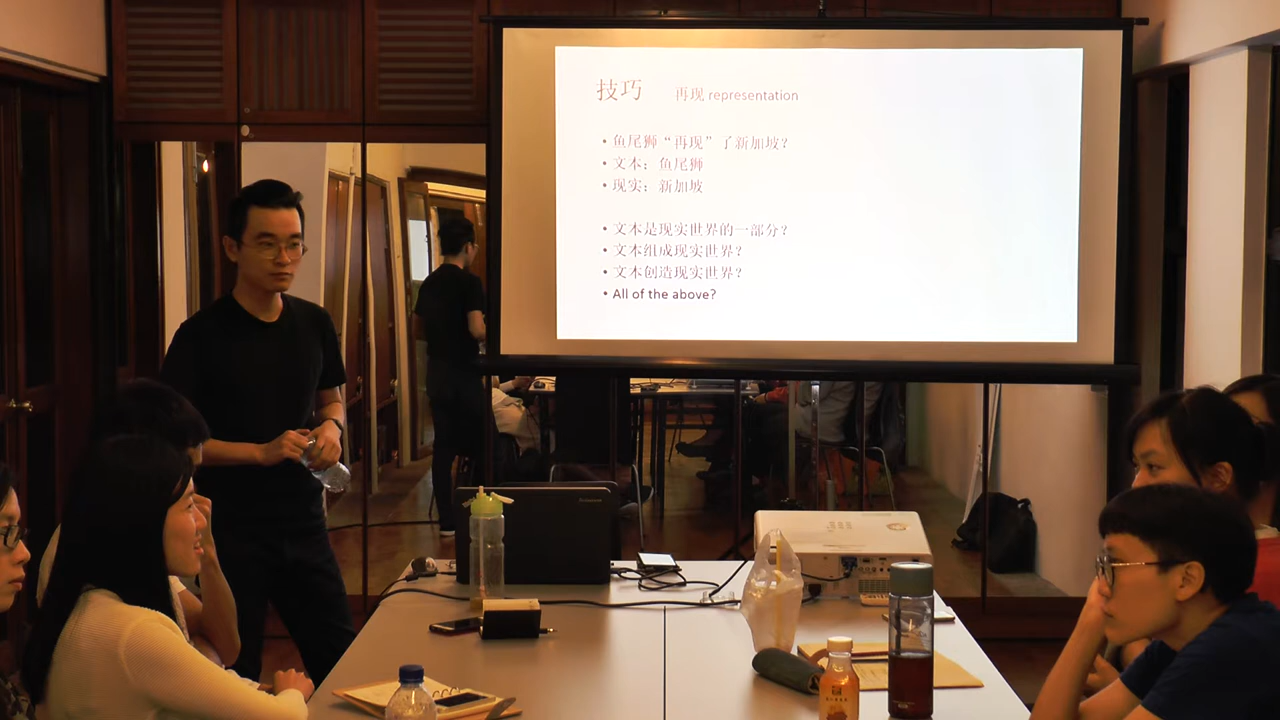 技巧 再现 representation
• 鱼尾狮“再现”了新加坡?
• 文本: 鱼尾狮
• 现实: 新加坡
• 文本是现实世界的一部分?
• 文本组成现实世界?
• 文本创造现实世界?
• All of the above?